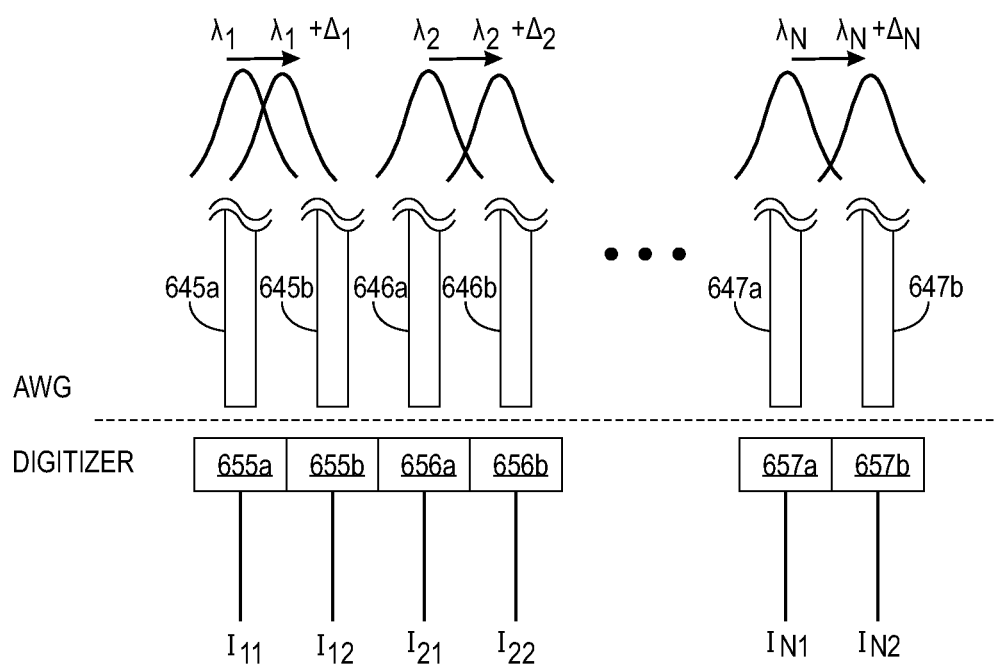 λ1 λ1 +Δ1 λ2 λ2 +Δ2 λN λN +ΔN
645a 645b 646a 646b 647a 647b
AWG
DIGITIZER 655a 655b 656a 656b 657a 657b
I11 I12 I21 I22 IN1 IN2